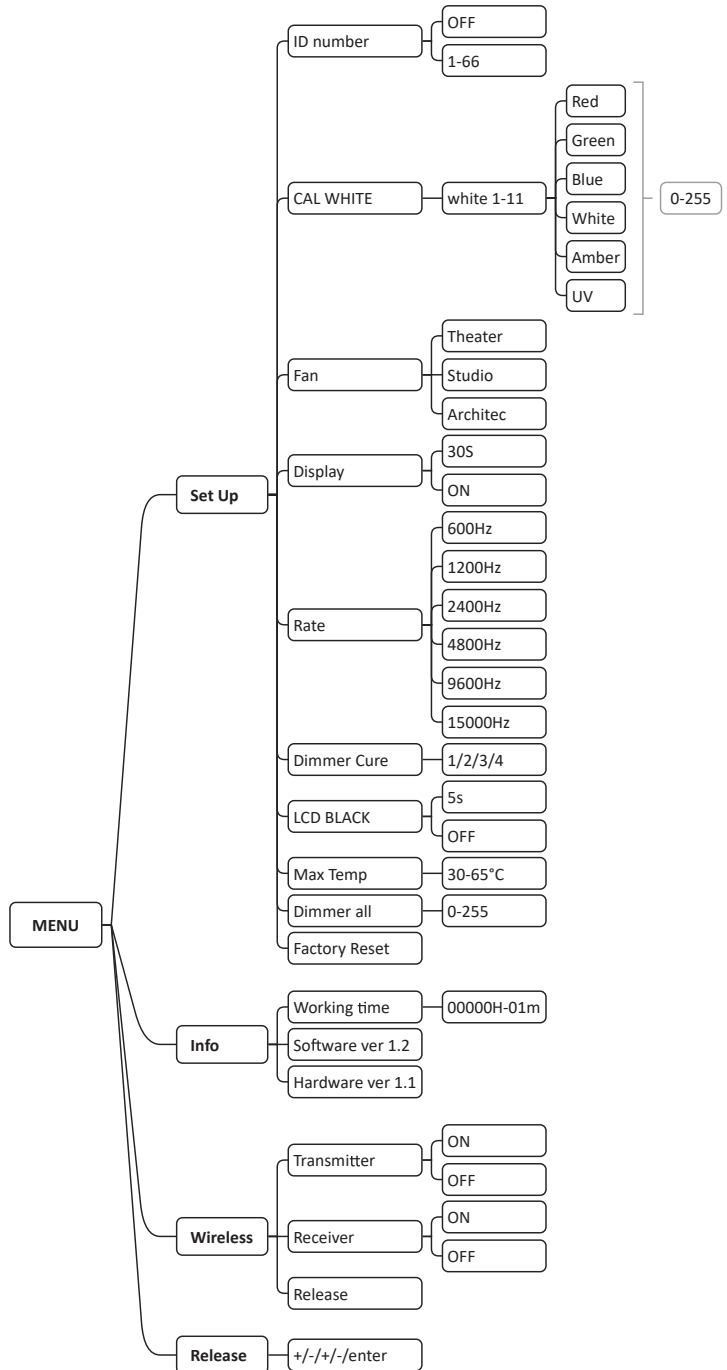 ID number
OFF
1-66
CAL WHITE
white 1-11
Red
Green
Blue
White
Amber
UV
0-255
Fan
Theater
Studio
Architec
Set Up
Display
30S
ON
Rate
600Hz
1200Hz
2400Hz
4800Hz
9600Hz
15000Hz
Dimmer Cure
1/2/3/4
LCD BLACK
5s
OFF
Max Temp
30-65°C
Dimmer all
0-255
Factory Reset
MENU
Info
Working time
00000H-01m
Software ver 1.2
Hardware ver 1.1
Wireless
Transmitter
ON
OFF
Receiver
ON
OFF
Release
Release
+/-/+/-/enter